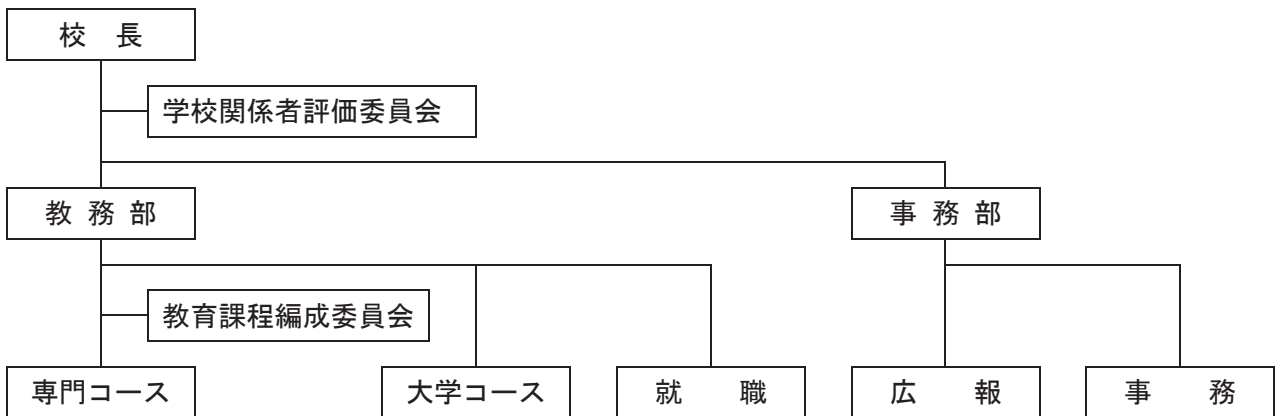 校　長
学校関係者評価委員会
教 務 部
事 務 部
教育課程編成委員会
専門コース
大学コース
就　職
広　報
事　務